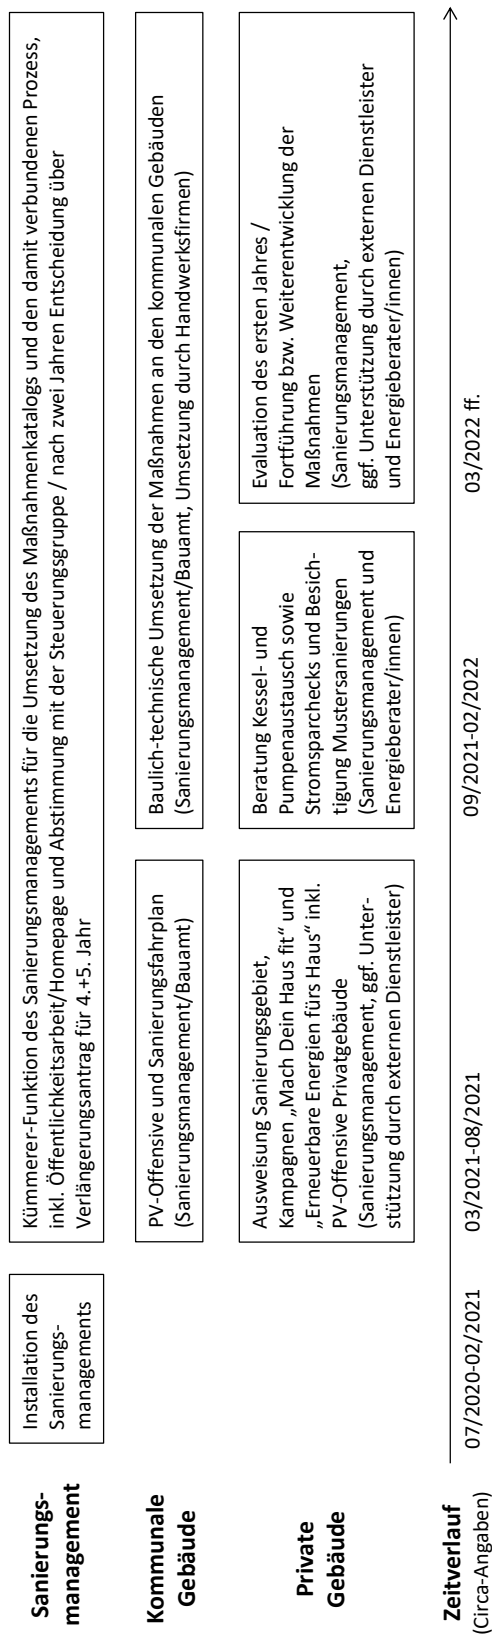 Sanierungs-
management
Installation des
Sanierungs-
managements
Kümmerer-Funktion des Sanierungsmanagements für die Umsetzung des Maßnahmenkatalogs und den damit verbundenen Prozess,
inkl. Öffentlichkeitsarbeit/Homepage und Abstimmung mit der Steuerungsgruppe / nach zwei Jahren Entscheidung über
Verlängerungsantrag für 4.+5. Jahr
Kommunale
Gebäude
PV-Offensive und Sanierungsfahrplan
(Sanierungsmanagement/Bauamt)
Baulich-technische Umsetzung der Maßnahmen an den kommunalen Gebäuden
(Sanierungsmanagement/Bauamt, Umsetzung durch Handwerksfirmen)
Private
Gebäude
Ausweisung Sanierungsgebiet,
Kampagnen „Mach Dein Haus fit“ und
„Erneuerbare Energien fürs Haus“ inkl.
PV-Offensive Privatgebäude
(Sanierungsmanagement, ggf. Unter-
stützung durch externen Dienstleister)
Beratung Kessel- und
Pumpenaustausch sowie
Stromsparchecks und Besich-
tigung Mustersanierungen
(Sanierungsmanagement und
Energieberater/innen)
Evaluation des ersten Jahres /
Fortführung bzw. Weiterentwicklung der
Maßnahmen
(Sanierungsmanagement,
ggf. Unterstützung durch externen Dienstleister
und Energieberater/innen)
Zeitverlauf
(Circa-Angaben)
07/2020-02/2021
03/2021-08/2021
09/2021-02/2022
03/2022 ff.